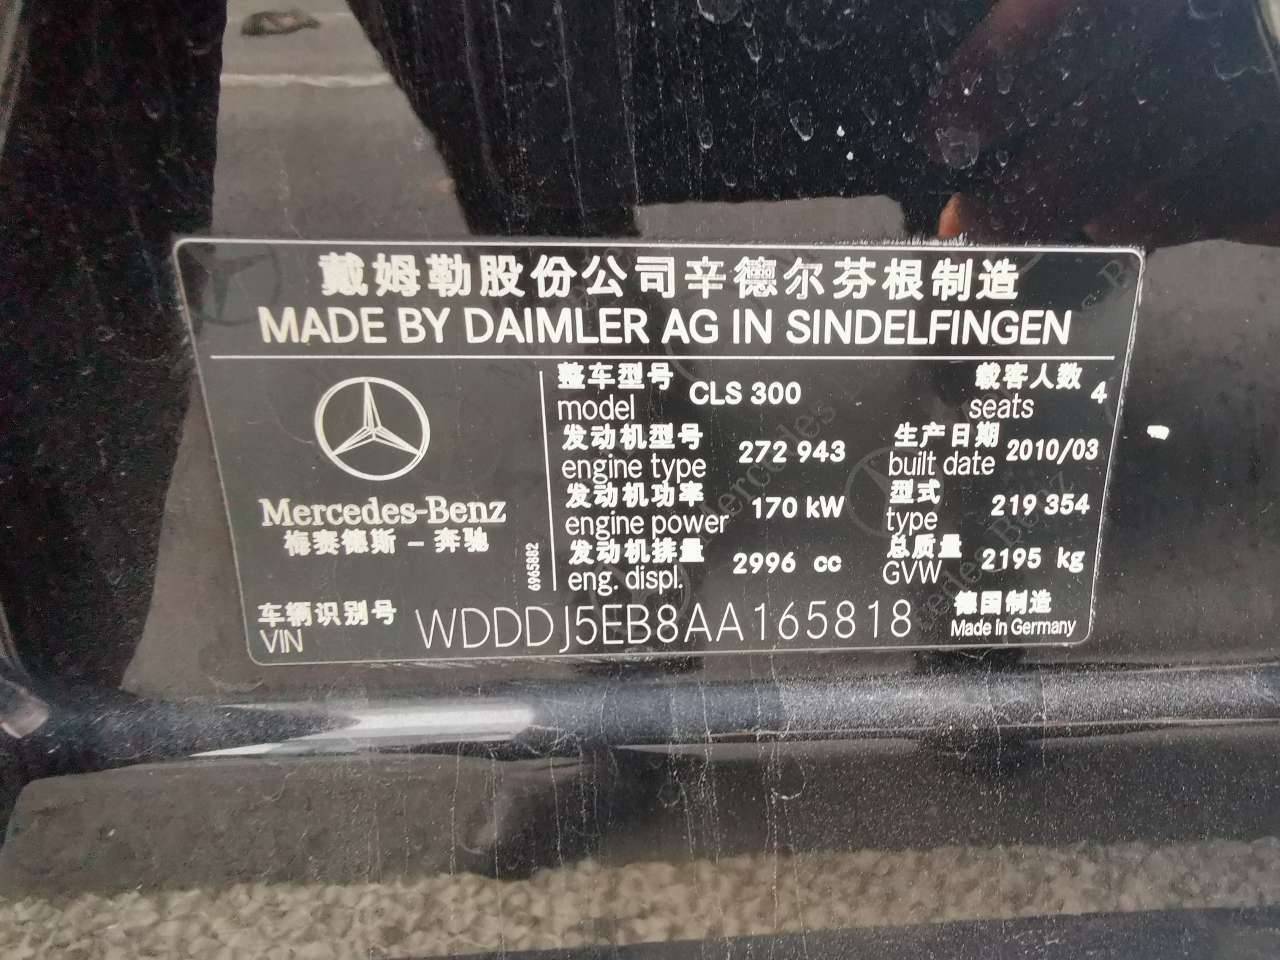 戴姆勒股份公司辛德尔芬根制造
MADE BY DAIMLER AG IN SINDELFINGEN
Mercedes-Benz
梅赛德斯－奔驰
6965882
整车型号 CLS 300 载客人数 4
model seats
发动机型号 272 943 生产日期 2010/03
engine type built date
发动机功率 170 kW 型式 219 354
engine power type
发动机排量 2996 cc 总质量 2195 kg
eng. displ. GVW
车辆识别号 WDDDJ5EB8AA165818 德国制造
VIN Made in Germany